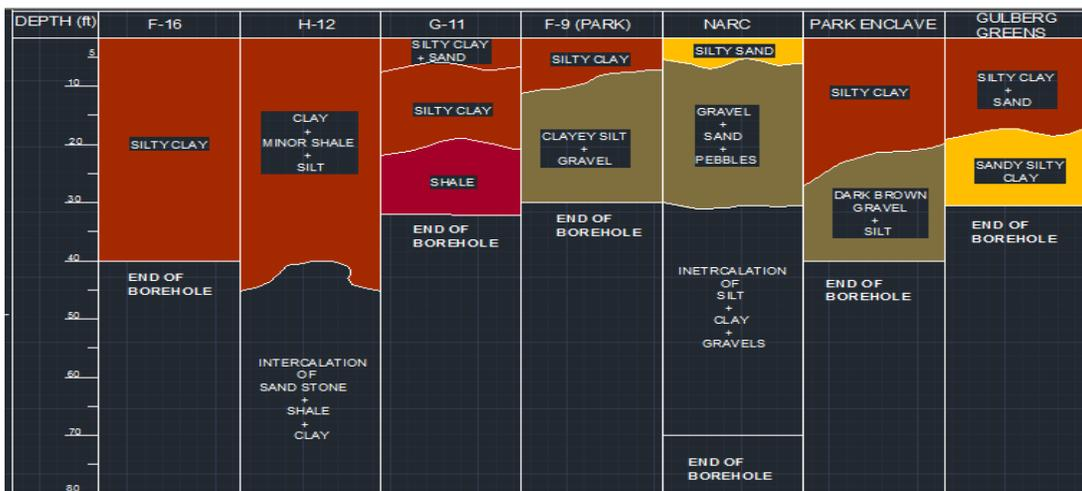 DEPTH (ft)
F-16
H-12
G-11
F-9 (PARK)
NARC
PARK ENCLAVE
GULBERG
GREENS
5
10
20
30
40
50
60
70
80
SILTY CLAY
END OF
BOREHOLE
CLAY
+
MINOR SHALE
+
SILT
INTERCALATION
OF
SAND STONE
+
SHALE
+
CLAY
SILTY CLAY
+ SAND
SILTY CLAY
SHALE
END OF
BOREHOLE
SILTY CLAY
CLAYEY SILT
+
GRAVEL
END OF
BOREHOLE
SILTY SAND
GRAVEL
+
SAND
+
PEBBLES
INETRCALATION
OF
SILT
+
CLAY
+
GRAVELS
END OF
BOREHOLE
SILTY CLAY
DARK BROWN
GRAVEL
+
SILT
END OF
BOREHOLE
SILTY CLAY
+
SAND
SANDY SILTY
CLAY
END OF
BOREHOLE